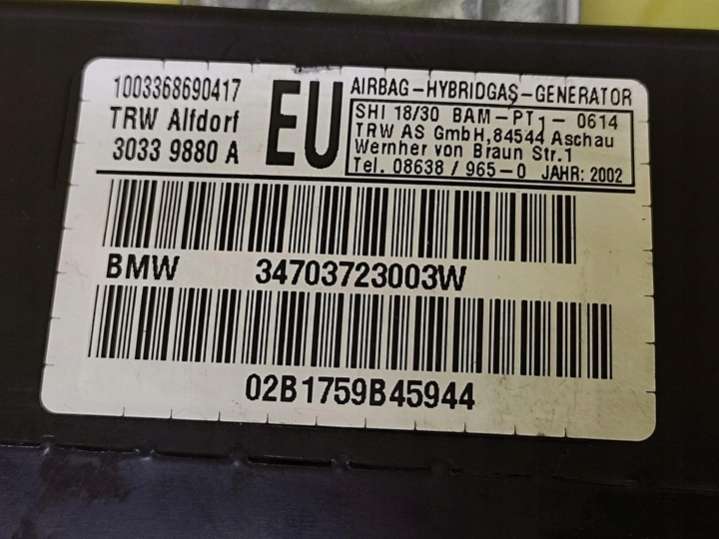 1003368690417
TRW Alfdorf
3033 9880 A
EU
AIRBAG-HYBRIDGAS-GENERATOR
SHI 18/30 BAM-PT1-0614
TRW AS GmbH,84544 Aschau
Wernher von Braun Str.1
Tel. 08638 / 965-0 JAHR: 2002
BMW 34703723003W
02B1759B45944